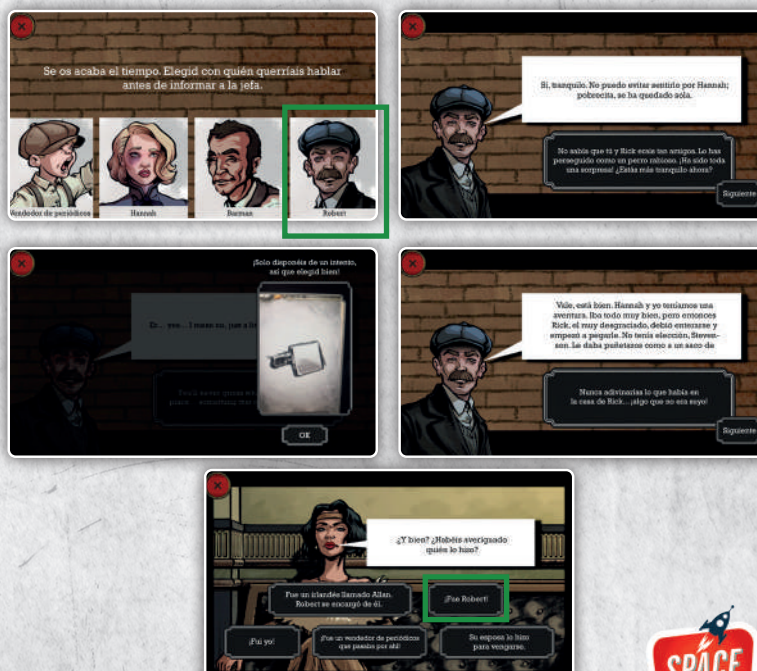 Se os acaba el tiempo. Elegid con quién querríais hablar
antes de informar a la jefa.
Vendedor de periódicos
Hannah
Barman
Robert
Sí, tranquilo. No puedo evitar sentirlo por Hannah;
pobrecita, se ha quedado sola.
No sabía que tú y Rick erais tan amigos. Lo has
perseguido como un perro rabioso. ¡Ha sido toda
una sorpresa! ¿Estás más tranquilo ahora?
Siguiente
¡Solo disponéis de un intento,
así que elegid bien!
Er... yes... I mean no, just a
OK
Vale, está bien. Hannah y yo teníamos una
aventura. Iba todo muy bien, pero entonces
Rick, el muy desgraciado, debió enterarse y
empezó a pegarle. No tenía elección, Steven-
son. Le daba puñetazos como a un saco de
Nunca adivinarías lo que había en
la casa de Rick... ¡algo que no era suyo!
Siguiente
¿Y bien? ¿Habéis averiguado
quién lo hizo?
Fue un irlandés llamado Allan.
Robert se encargó de él.
¡Fue Robert!
¡Fui yo!
¡Fue un vendedor de periódicos
que pasaba por ahí!
Su esposa lo hizo
para vengarse.
SPACE